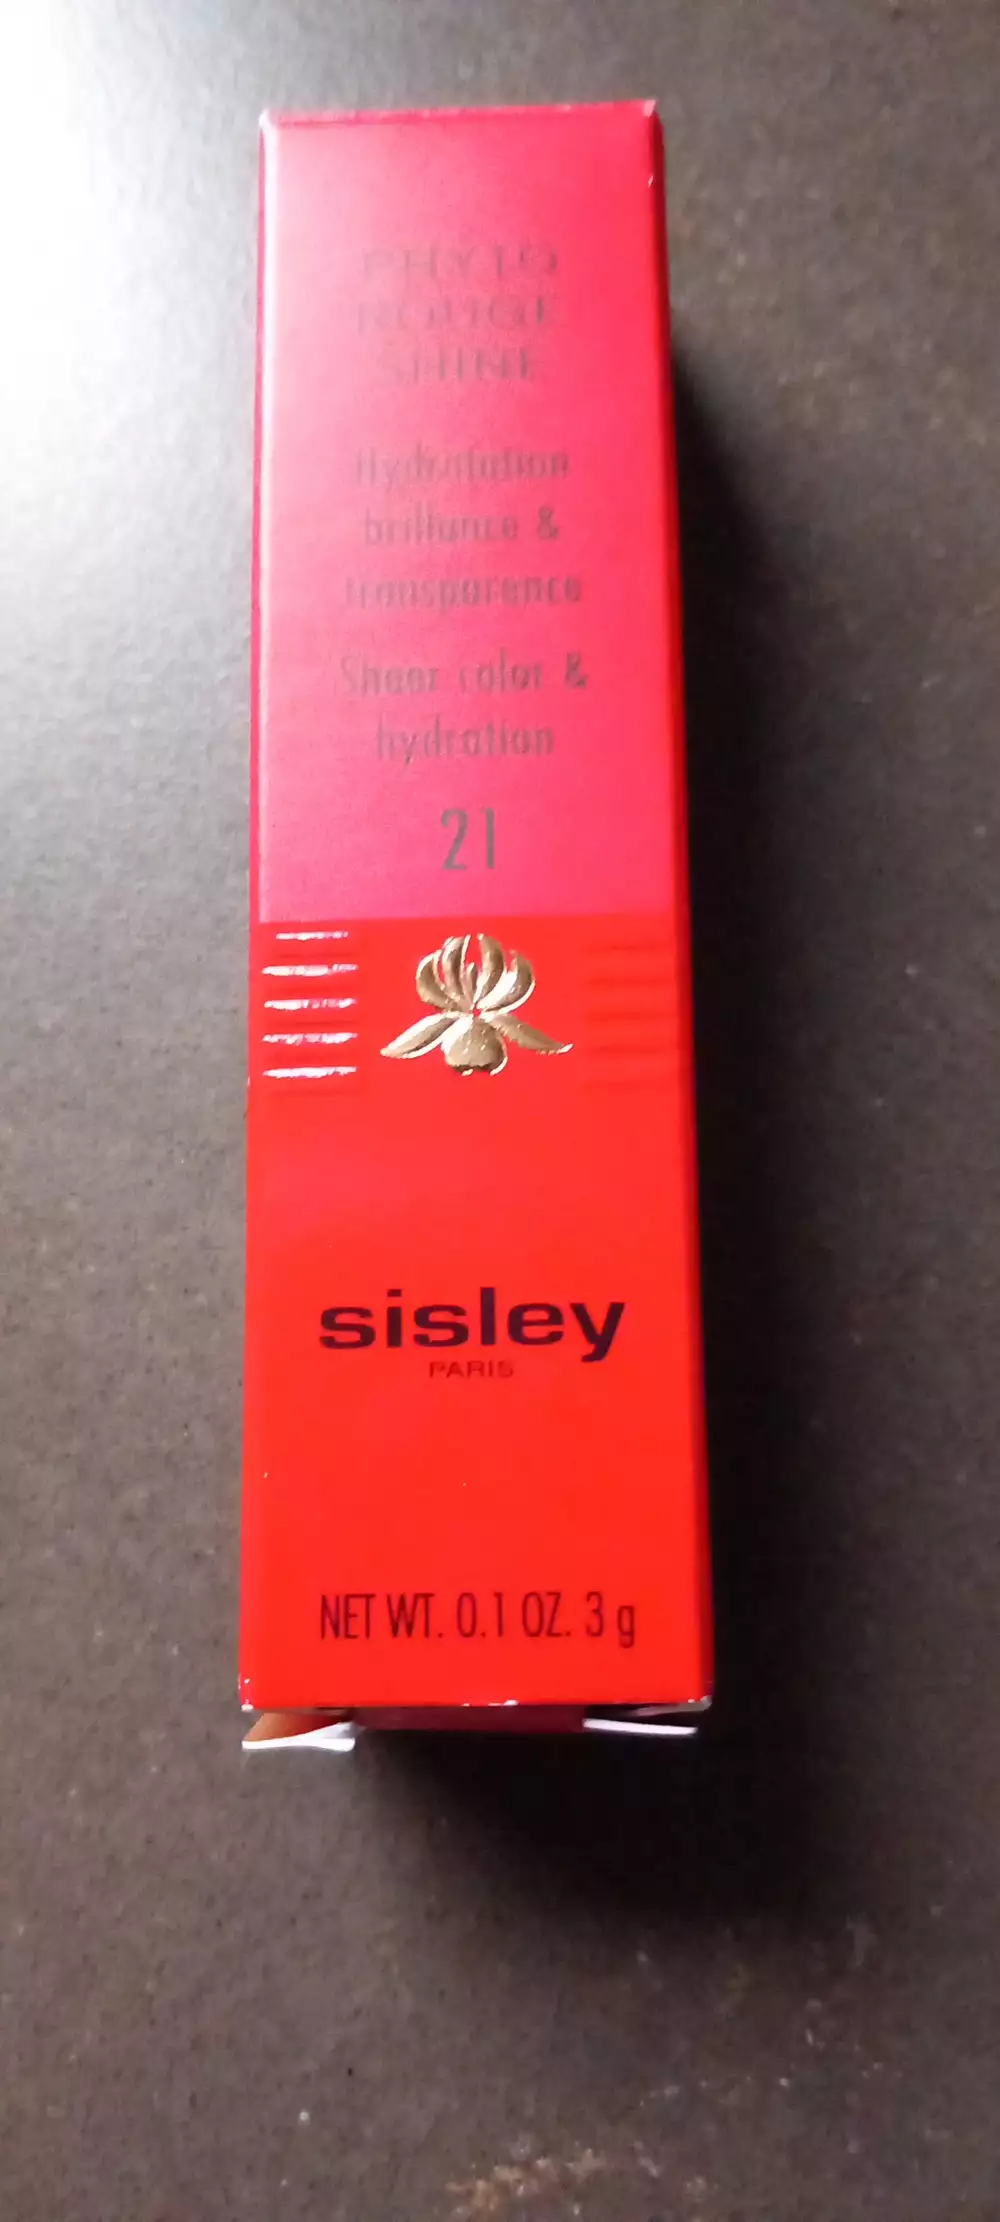 PHYTO
ROUGE
SHINE
Hydratation
brillance &
transparence
Sheer color &
hydration
21
sisley
PARIS
NET WT. 0.1 OZ. 3 g